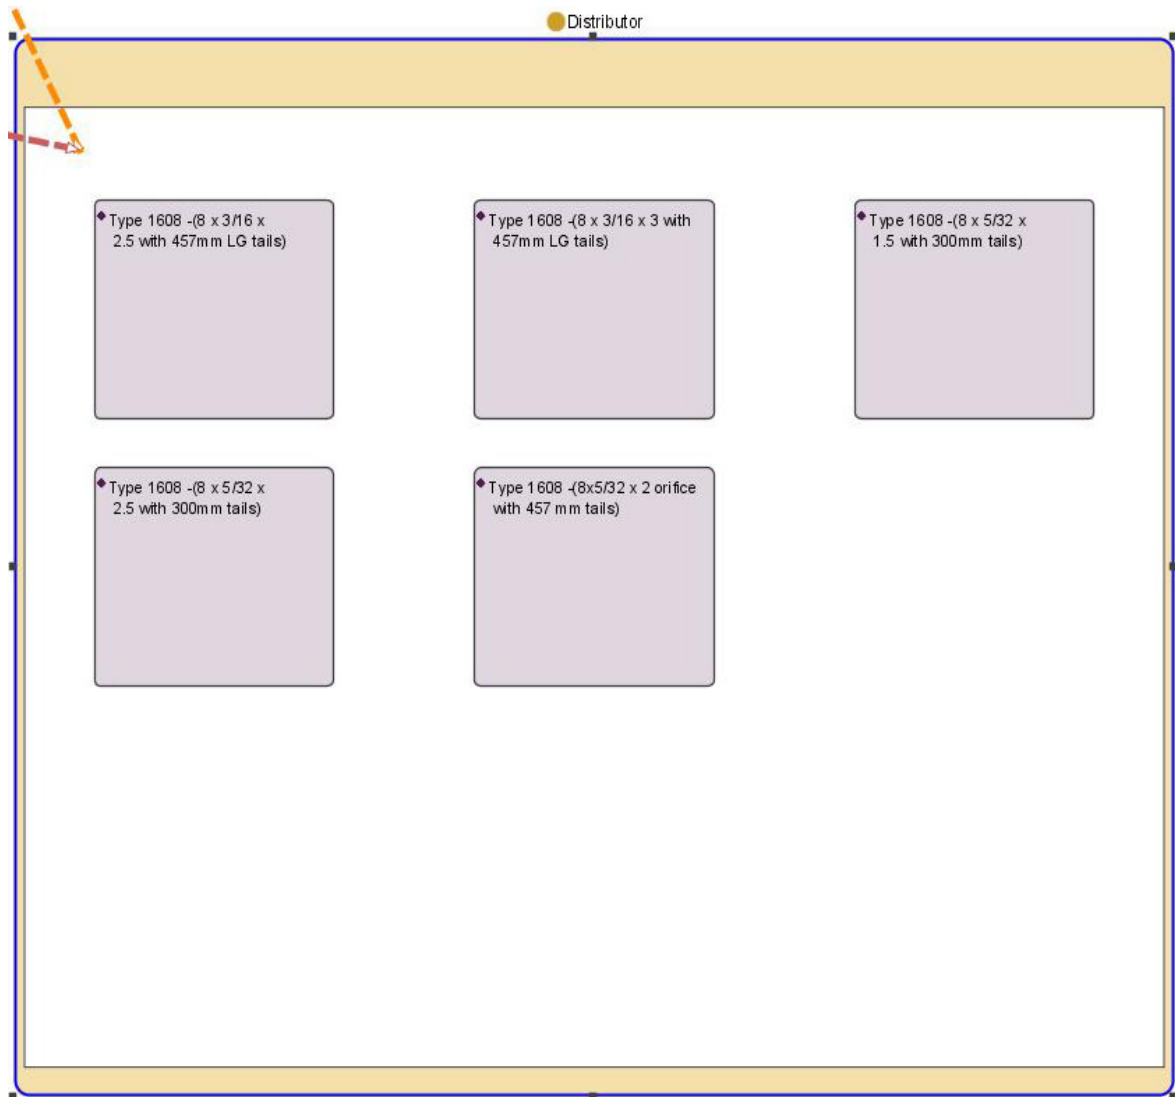 Distributor
Type 1608 -(8 x 3/16 x
2.5 with 457mm LG tails)
Type 1608 -(8 x 3/16 x 3 with
457mm LG tails)
Type 1608 -(8 x 5/32 x
1.5 with 300mm tails)
Type 1608 -(8 x 5/32 x
2.5 with 300mm tails)
Type 1608 -(8x5/32 x 2 orifice
with 457 mm tails)